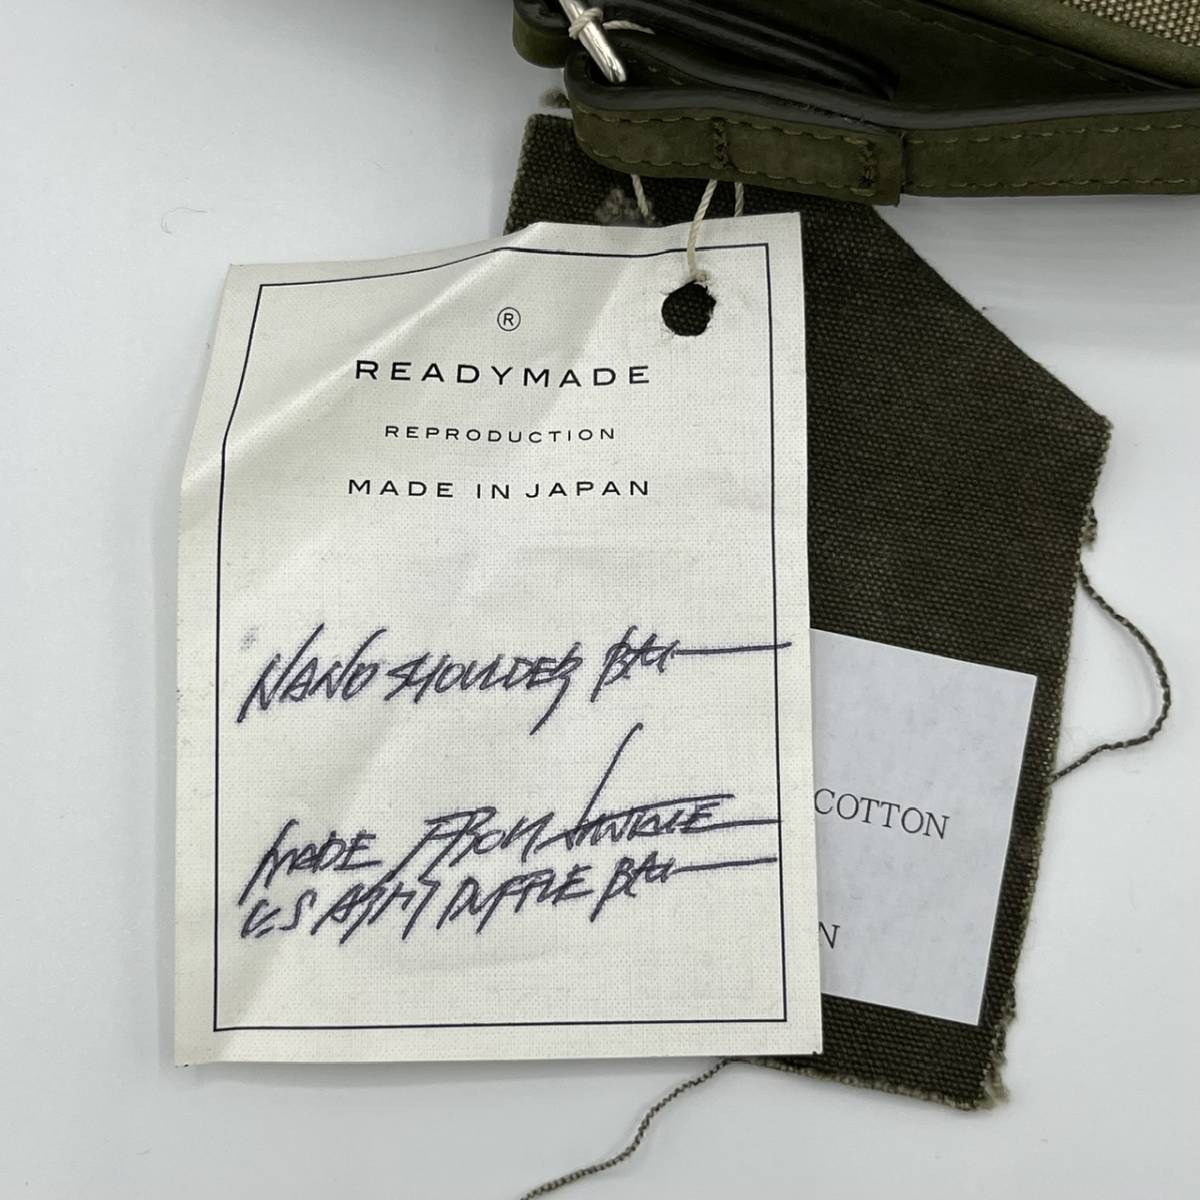 ®
READYMADE
REPRODUCTION
MADE IN JAPAN
NANO SHOULDER BAG
MADE FROM VINTAGE
U.S ARMY DUFFLE BAG
COTTON
N